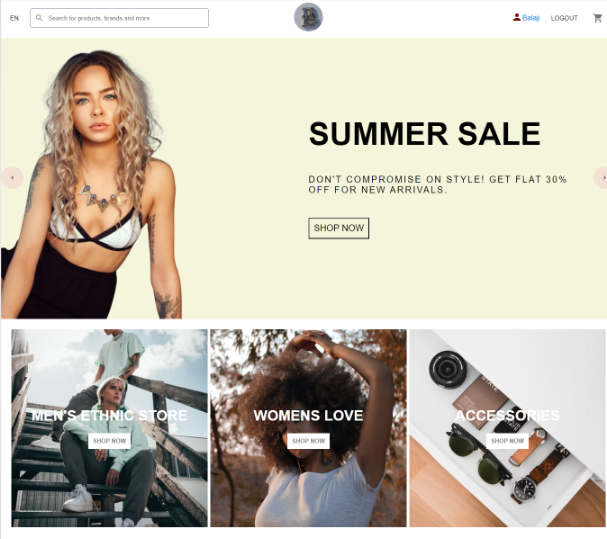 EN
Search for products, brands and more
Balaji
LOGOUT
SUMMER SALE
DON'T COMPROMISE ON STYLE! GET FLAT 30%
OFF FOR NEW ARRIVALS.
SHOP NOW
MEN'S ETHNIC STORE
SHOP NOW
WOMENS LOVE
SHOP NOW
ACCESSORIES
SHOP NOW